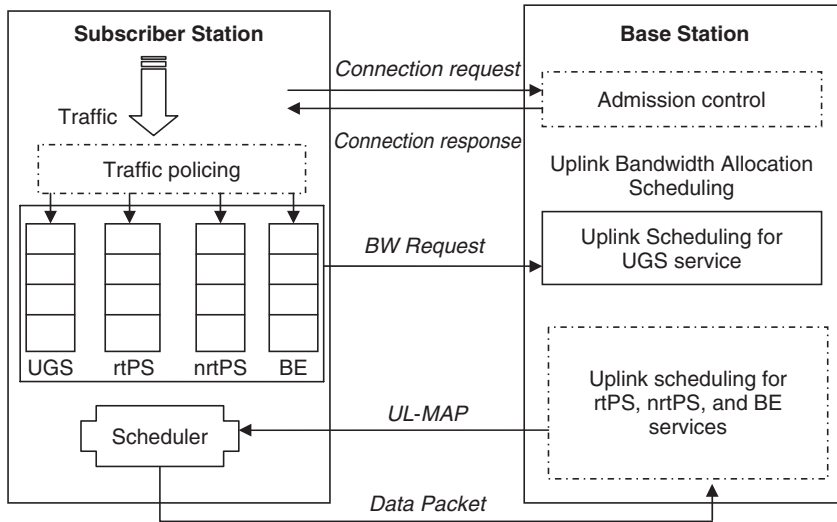 Subscriber Station
Base Station
Connection request
Admission control
Traffic
Connection response
Traffic policing
Uplink Bandwidth Allocation
Scheduling
BW Request
Uplink Scheduling for
UGS service
UGS
rtPS
nrtPS
BE
Uplink scheduling for
rtPS, nrtPS, and BE
services
UL-MAP
Scheduler
Data Packet